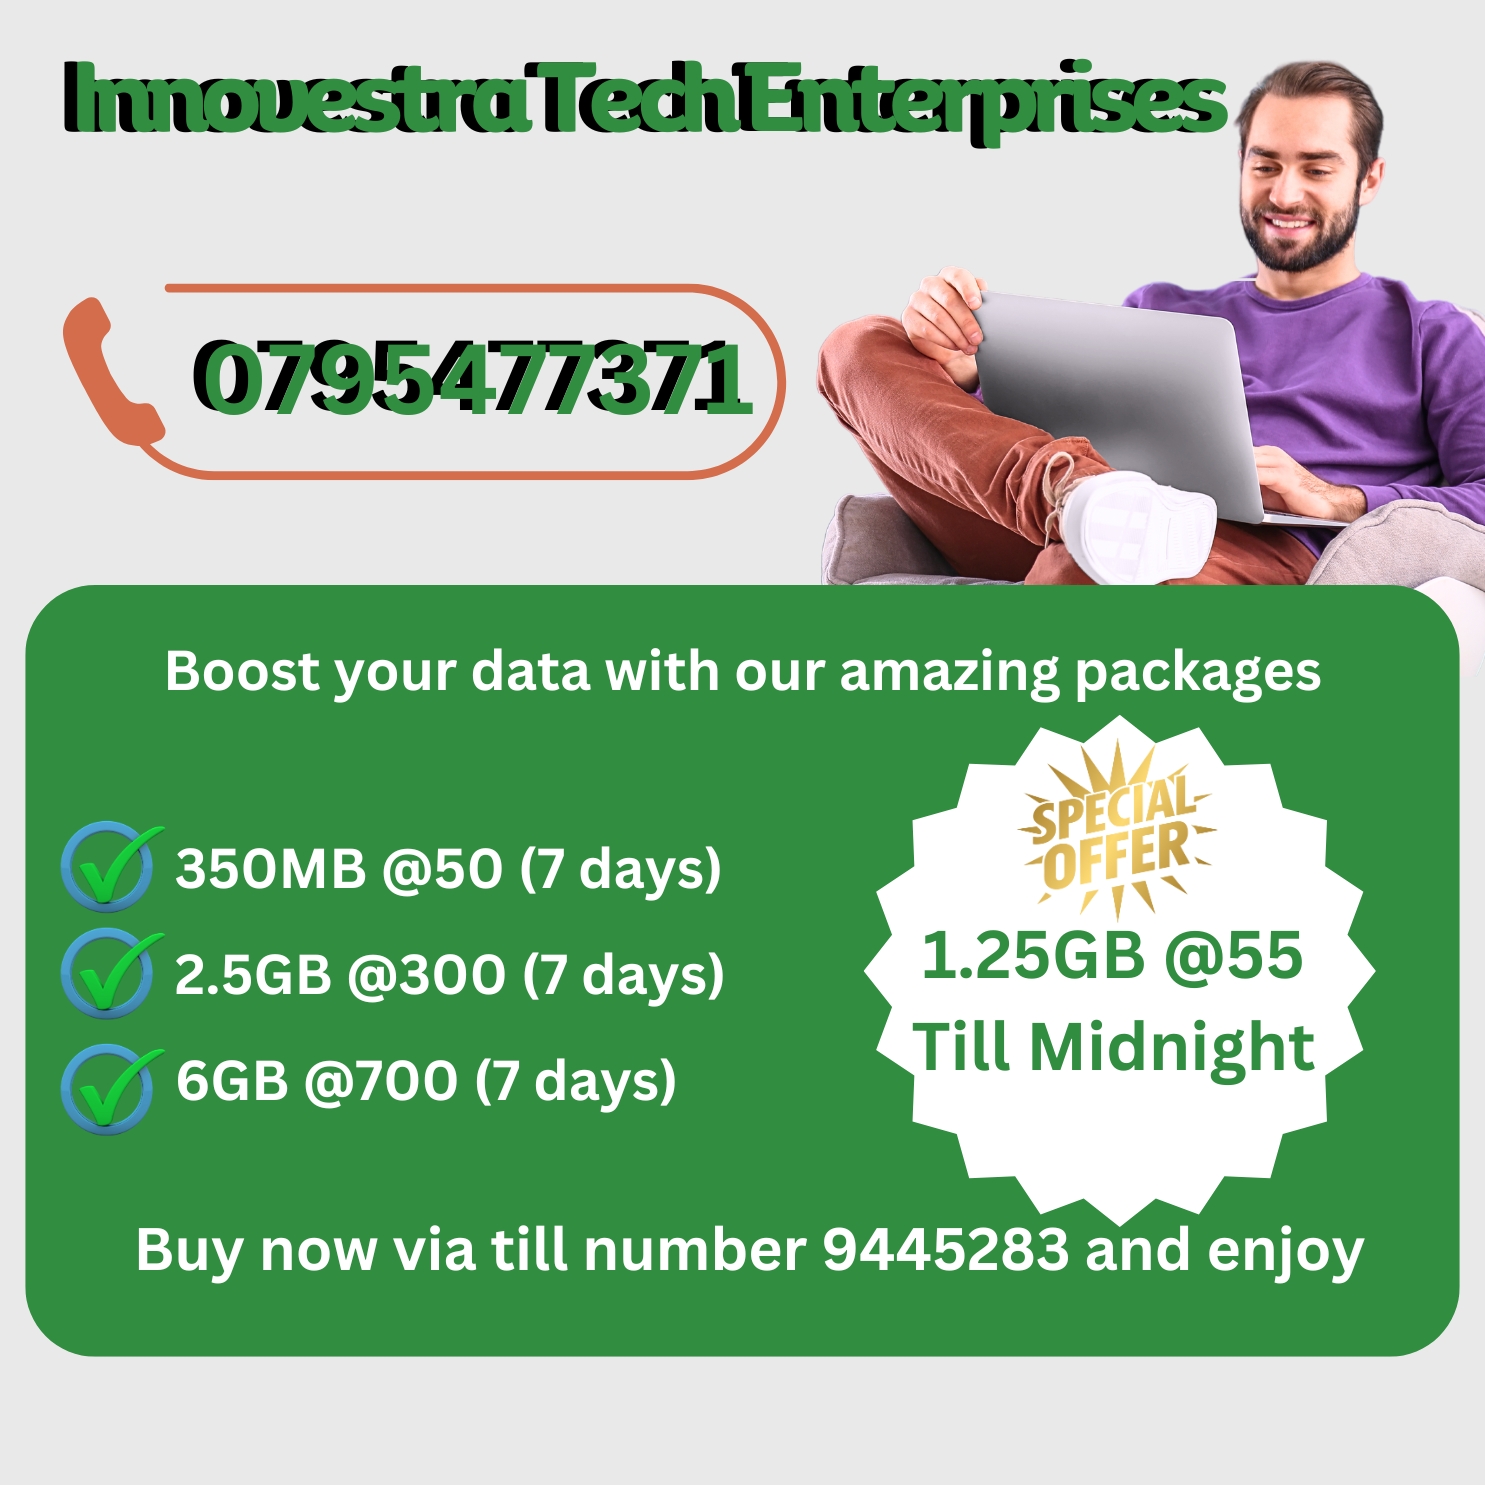 Innovestra Tech Enterprises
0795477371
Boost your data with our amazing packages
SPECIAL
OFFER
350MB @50 (7 days)
2.5GB @300 (7 days)
6GB @700 (7 days)
1.25GB @55
Till Midnight
Buy now via till number 9445283 and enjoy